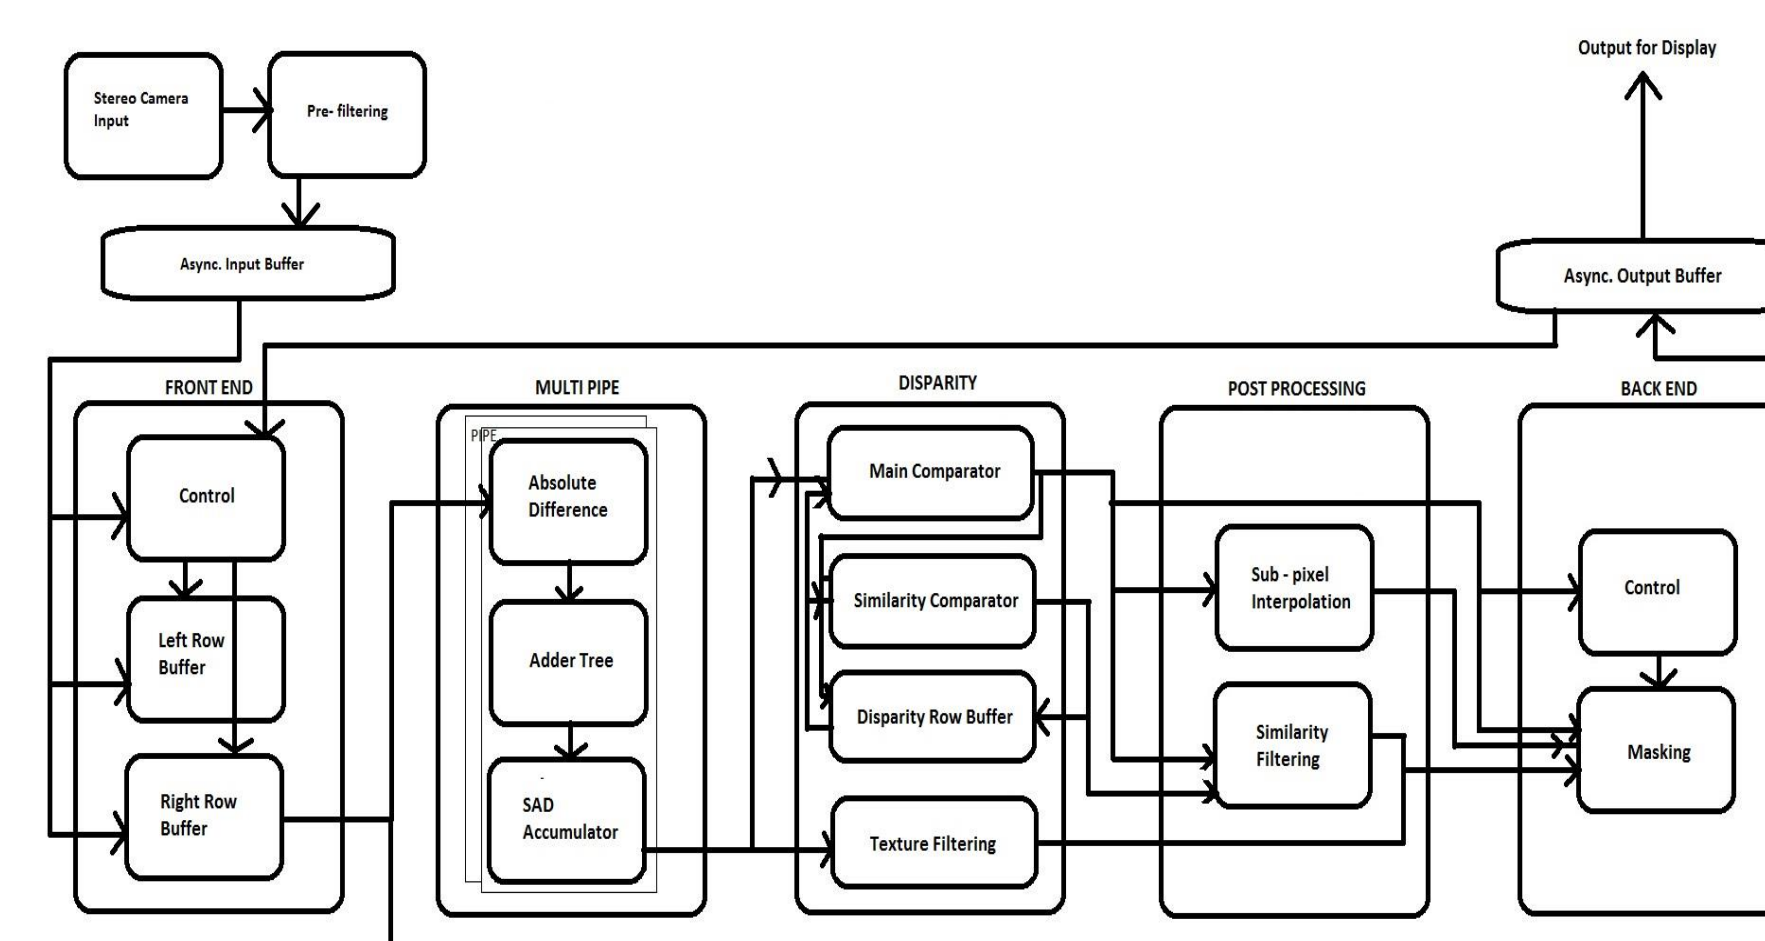 Output for Display
Stereo Camera
Input
Pre- filtering
Async. Input Buffer
Async. Output Buffer
FRONT END
MULTI PIPE
DISPARITY
POST PROCESSING
BACK END
Control
Left Row
Buffer
Right Row
Buffer
PIPE
Absolute
Difference
Adder Tree
SAD
Accumulator
Main Comparator
Similarity Comparator
Disparity Row Buffer
Texture Filtering
Sub - pixel
Interpolation
Similarity
Filtering
Control
Masking